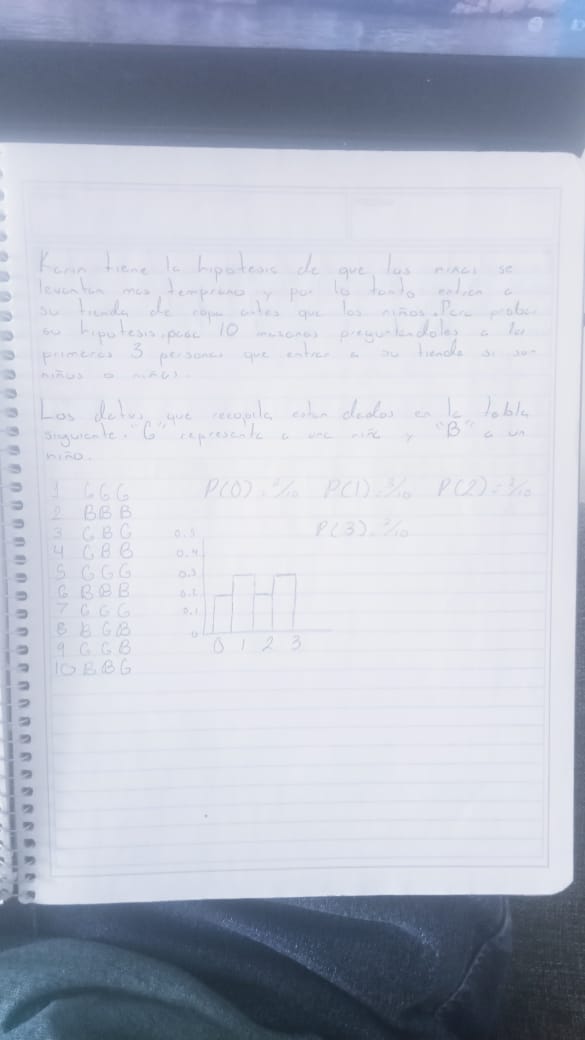 Karin tiene la hipotesis de que las niñas se
levantan mas temprano y por lo tanto entran a
su tienda de ropa antes que los niños. Para probar
su hipotesis, pasa 10 mañanas preguntandoles a las
primeras 3 personas que entran a su tienda si son
niños o niñas.
Los datos que recopila estan dados en la tabla
siguiente. "G" representa a una niña y "B" a un
niño.
1 GGG P(0)=2/10 P(1)=3/10 P(2)=/10
2 BBB P(3)=3/10
3 GBG 0.5
4 GBB 0.4
5 GGG 0.3
6 BBB 0.2
7 GGG 0.1
8 BGB 0
9 GGB 0 1 2 3
10 BBG